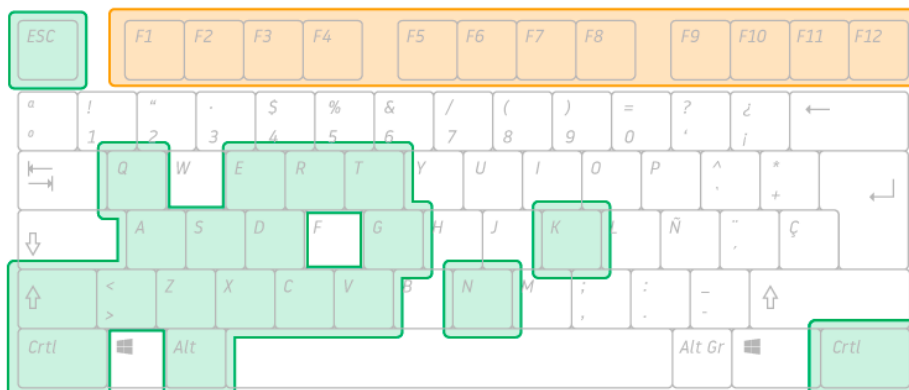 ESC F1 F2 F3 F4 F5 F6 F7 F8 F9 F10 F11 F12
ª ! “ · $ % & / ( ) = ? ¿
º 1 2 3 4 5 6 7 8 9 0 ‘ ¡
Q W E R T Y U I O P ^ *
` +
A S D F G H J K L Ñ ¨ Ç
,
< Z X C V B N M ; : _
> , . -
Crtl Alt Alt Gr Crtl